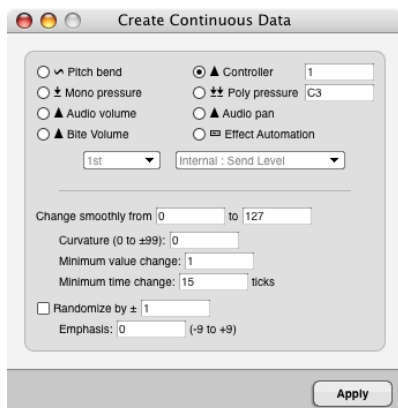 Create Continuous Data
Pitch bend Controller 1
Mono pressure Poly pressure C3
Audio volume Audio pan
Bite Volume Effect Automation
1st Internal : Send Level
Change smoothly from 0 to 127
Curvature (0 to ±99): 0
Minimum value change: 1
Minimum time change: 15 ticks
Randomize by ± 1
Emphasis: 0 (-9 to +9)
Apply